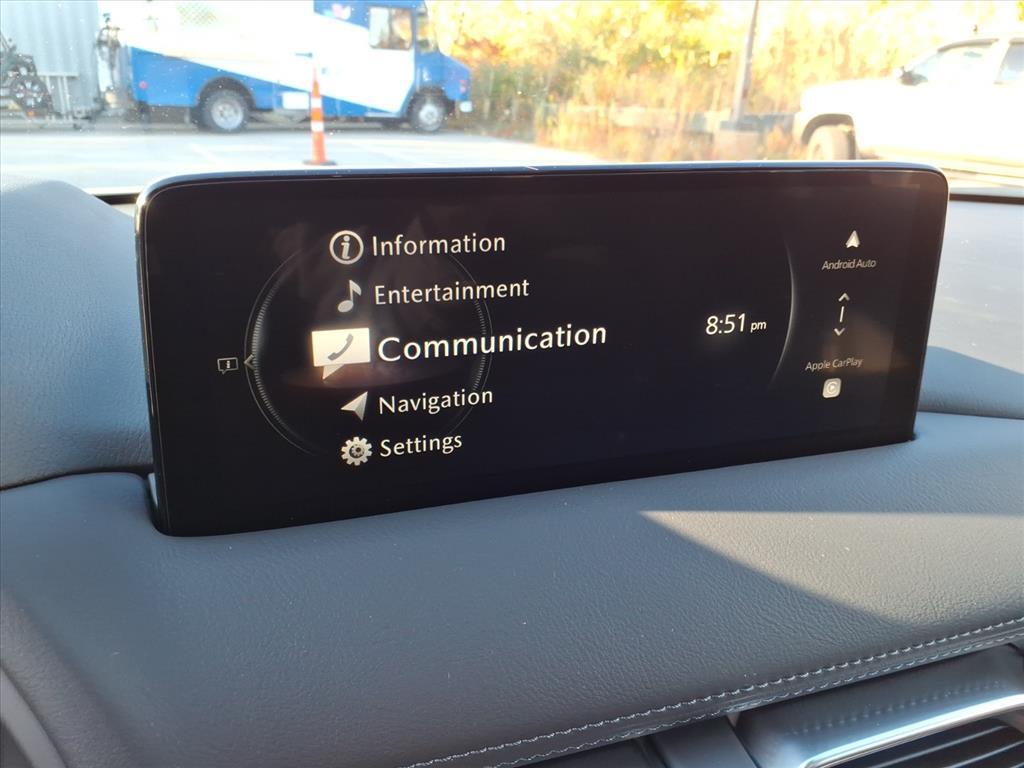 Information
Entertainment
Communication
Navigation
Settings
8:51 pm
Android Auto
Apple CarPlay